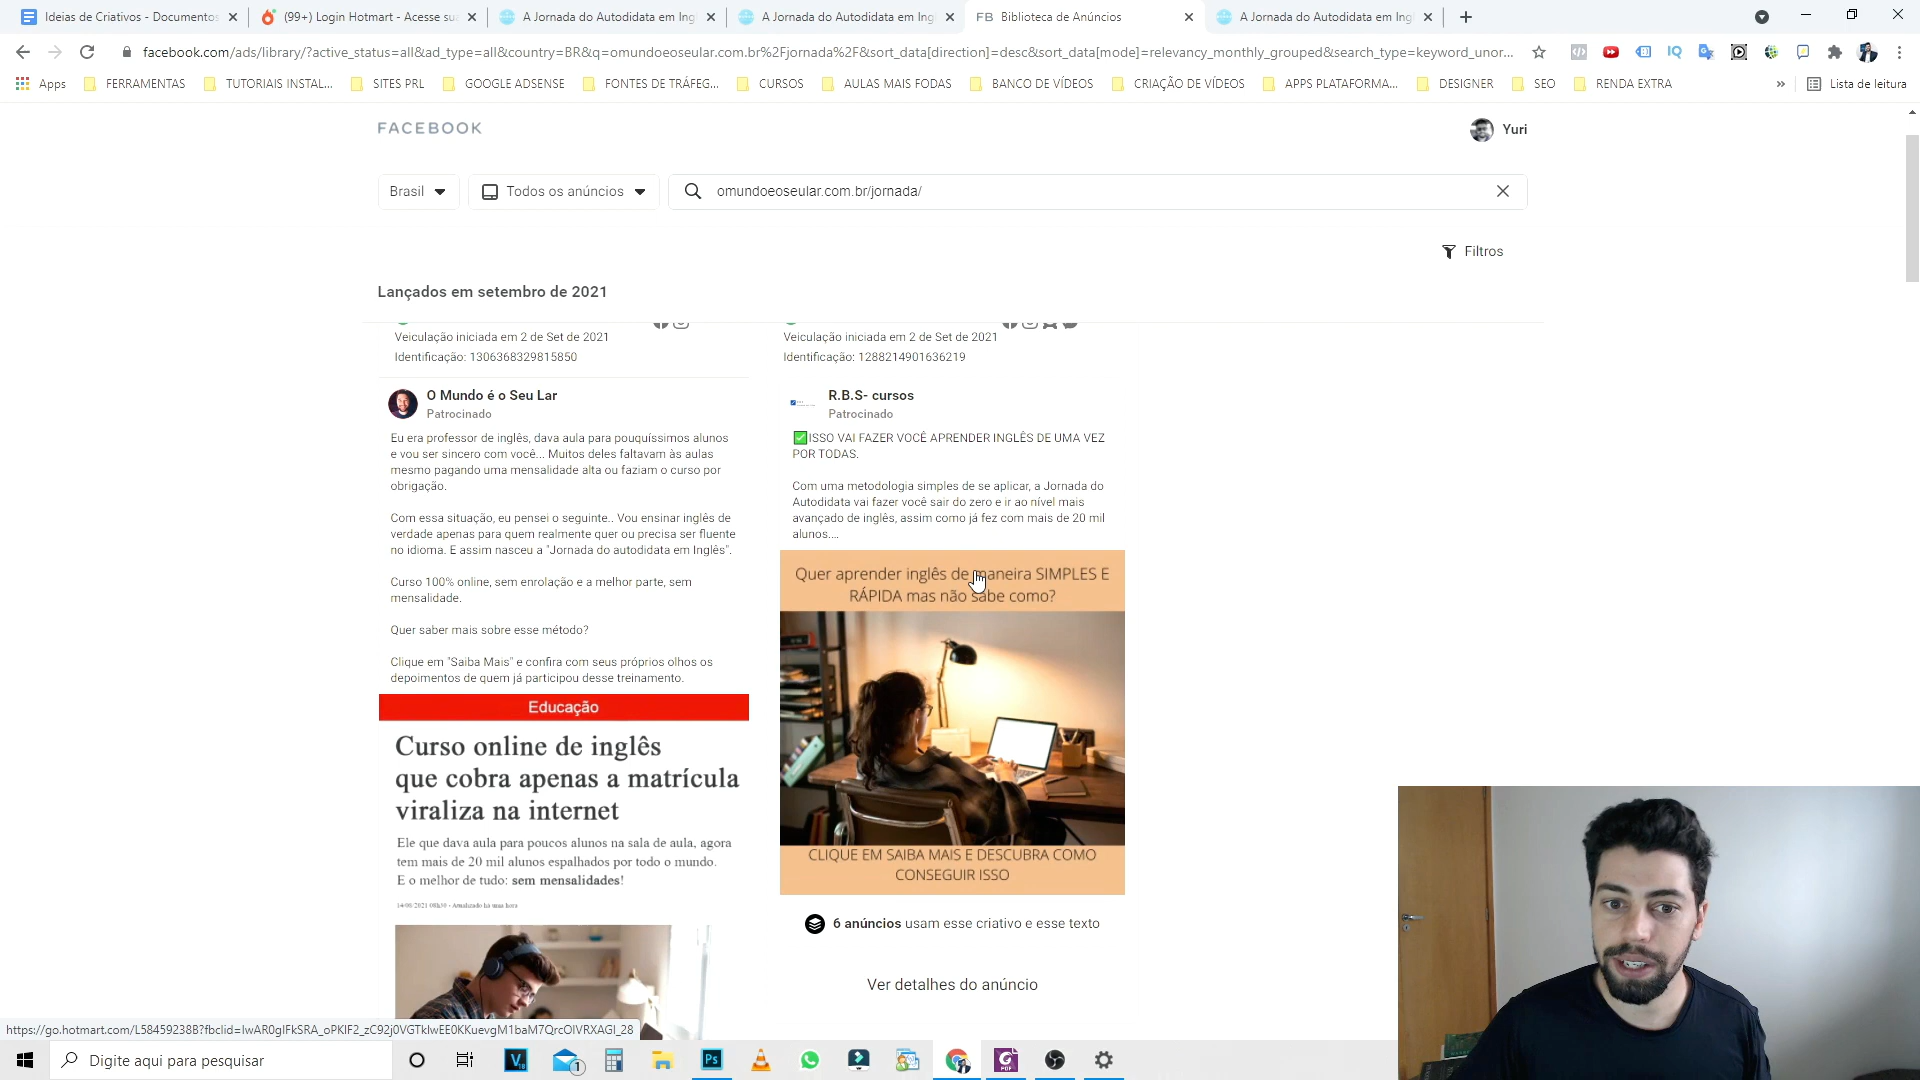 Ideias de Criativos - Documentos
(99+) Login Hotmart - Acesse su
A Jornada do Autodidata em Ing
A Jornada do Autodidata em Ing
FB Biblioteca de Anúncios
A Jornada do Autodidata em Ing
facebook.com/ads/library/?active_status=all&ad_type=all&country=BR&q=omundoeoseular.com.br%2Fjornada%2F&sort_data[direction]=desc&sort_data[mode]=relevancy_monthly_grouped&search_type=keyword_unor...
Apps
FERRAMENTAS
TUTORIAIS INSTAL...
SITES PRL
GOOGLE ADSENSE
FONTES DE TRÁFEG...
CURSOS
AULAS MAIS FODAS
BANCO DE VÍDEOS
CRIAÇÃO DE VÍDEOS
APPS PLATAFORMA...
DESIGNER
SEO
RENDA EXTRA
»
Lista de leitura
FACEBOOK
Yuri
Brasil
Todos os anúncios
omundoeoseular.com.br/jornada/
Filtros
Lançados em setembro de 2021
Veiculação iniciada em 2 de Set de 2021
Identificação: 1306368329815850
O Mundo é o Seu Lar
Patrocinado
Eu era professor de inglês, dava aula para pouquíssimos alunos
e vou ser sincero com você... Muitos deles faltavam às aulas
mesmo pagando uma mensalidade alta ou faziam o curso por
obrigação.
Com essa situação, eu pensei o seguinte.. Vou ensinar inglês de
verdade apenas para quem realmente quer ou precisa ser fluente
no idioma. E assim nasceu a "Jornada do autodidata em Inglês".
Curso 100% online, sem enrolação e a melhor parte, sem
mensalidade.
Quer saber mais sobre esse método?
Clique em "Saiba Mais" e confira com seus próprios olhos os
depoimentos de quem já participou desse treinamento.
Educação
Curso online de inglês
que cobra apenas a matrícula
viraliza na internet
Ele que dava aula para poucos alunos na sala de aula, agora
tem mais de 20 mil alunos espalhados por todo o mundo.
E o melhor de tudo: sem mensalidades!
14/06/2021 08h30 - Atualizado há uma hora
Veiculação iniciada em 2 de Set de 2021
Identificação: 1288214901636219
R.B.S- cursos
Patrocinado
✅ISSO VAI FAZER VOCÊ APRENDER INGLÊS DE UMA VEZ
POR TODAS.
Com uma metodologia simples de se aplicar, a Jornada do
Autodidata vai fazer você sair do zero e ir ao nível mais
avançado de inglês, assim como já fez com mais de 20 mil
alunos....
Quer aprender inglês de maneira SIMPLES E
RÁPIDA mas não sabe como?
CLIQUE EM SAIBA MAIS E DESCUBRA COMO
CONSEGUIR ISSO
6 anúncios usam esse criativo e esse texto
Ver detalhes do anúncio
Digite aqui para pesquisar